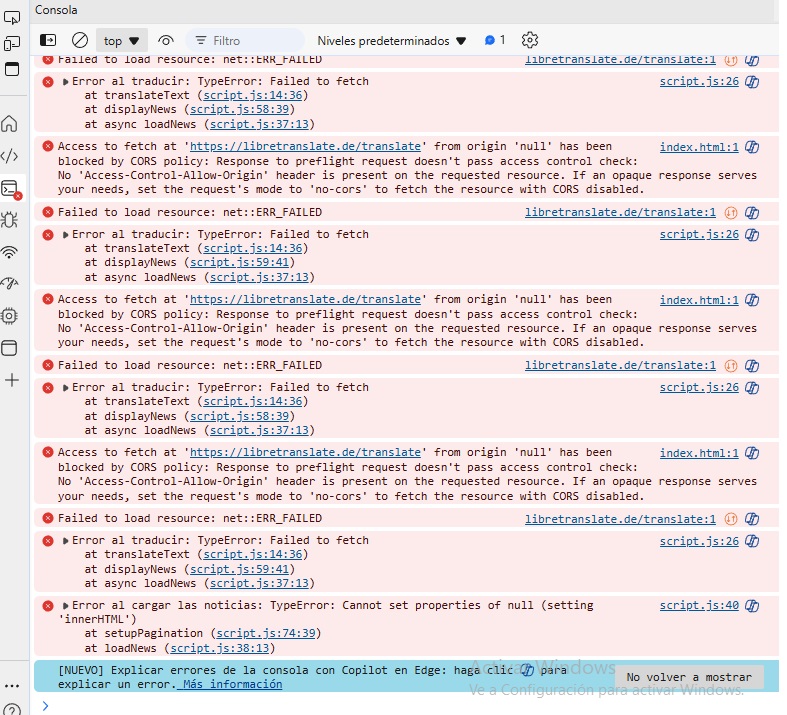 Consola
top
Filtro
Niveles predeterminados
1
Failed to load resource: net::ERR_FAILED libretranslate.de/translate:1
Error al traducir: TypeError: Failed to fetch script.js:26
at translateText (script.js:14:36)
at displayNews (script.js:58:39)
at async loadNews (script.js:37:13)
Access to fetch at 'https://libretranslate.de/translate' from origin 'null' has been index.html:1
blocked by CORS policy: Response to preflight request doesn't pass access control check:
No 'Access-Control-Allow-Origin' header is present on the requested resource. If an opaque response serves
your needs, set the request's mode to 'no-cors' to fetch the resource with CORS disabled.
Failed to load resource: net::ERR_FAILED libretranslate.de/translate:1
Error al traducir: TypeError: Failed to fetch script.js:26
at translateText (script.js:14:36)
at displayNews (script.js:59:41)
at async loadNews (script.js:37:13)
Access to fetch at 'https://libretranslate.de/translate' from origin 'null' has been index.html:1
blocked by CORS policy: Response to preflight request doesn't pass access control check:
No 'Access-Control-Allow-Origin' header is present on the requested resource. If an opaque response serves
your needs, set the request's mode to 'no-cors' to fetch the resource with CORS disabled.
Failed to load resource: net::ERR_FAILED libretranslate.de/translate:1
Error al traducir: TypeError: Failed to fetch script.js:26
at translateText (script.js:14:36)
at displayNews (script.js:58:39)
at async loadNews (script.js:37:13)
Access to fetch at 'https://libretranslate.de/translate' from origin 'null' has been index.html:1
blocked by CORS policy: Response to preflight request doesn't pass access control check:
No 'Access-Control-Allow-Origin' header is present on the requested resource. If an opaque response serves
your needs, set the request's mode to 'no-cors' to fetch the resource with CORS disabled.
Failed to load resource: net::ERR_FAILED libretranslate.de/translate:1
Error al traducir: TypeError: Failed to fetch script.js:26
at translateText (script.js:14:36)
at displayNews (script.js:59:41)
at async loadNews (script.js:37:13)
Error al cargar las noticias: TypeError: Cannot set properties of null (setting script.js:40
'innerHTML')
at setupPagination (script.js:74:39)
at loadNews (script.js:38:13)
[NUEVO] Explicar errores de la consola con Copilot en Edge: haga clic para
explicar un error. Más información
No volver a mostrar
Activar Windows
Ve a Configuración para activar Windows.